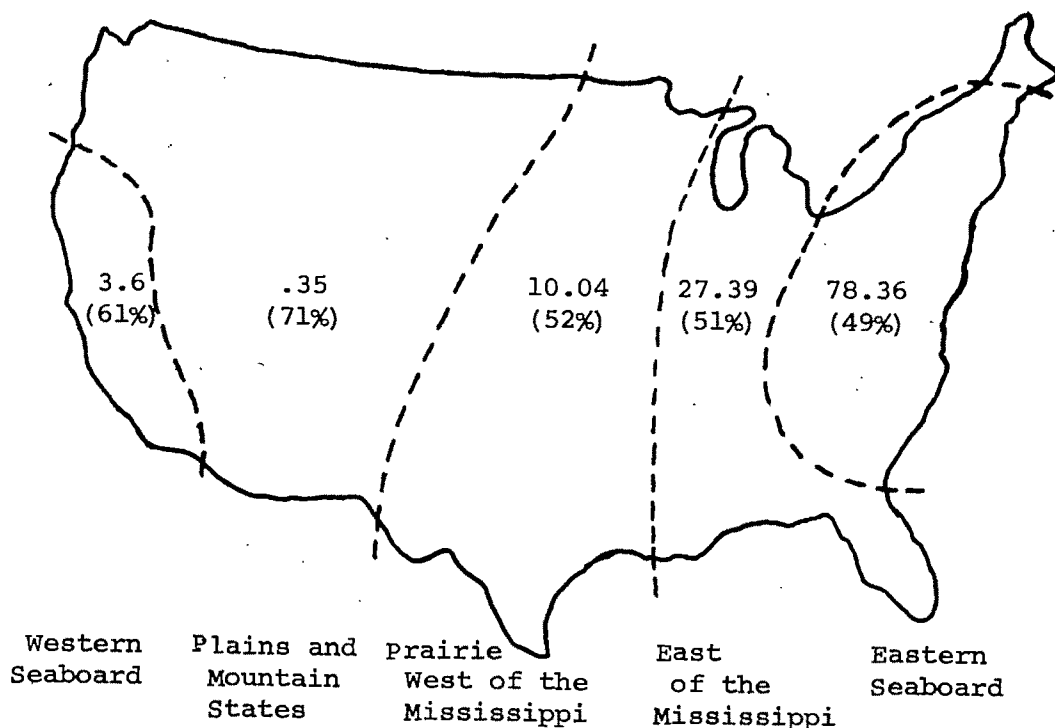 3.6
(61%)
.35
(71%)
10.04
(52%)
27.39
(51%)
78.36
(49%)
Western
Seaboard
Plains and
Mountain
States
Prairie
West of the
Mississippi
East
of the
Mississippi
Eastern
Seaboard